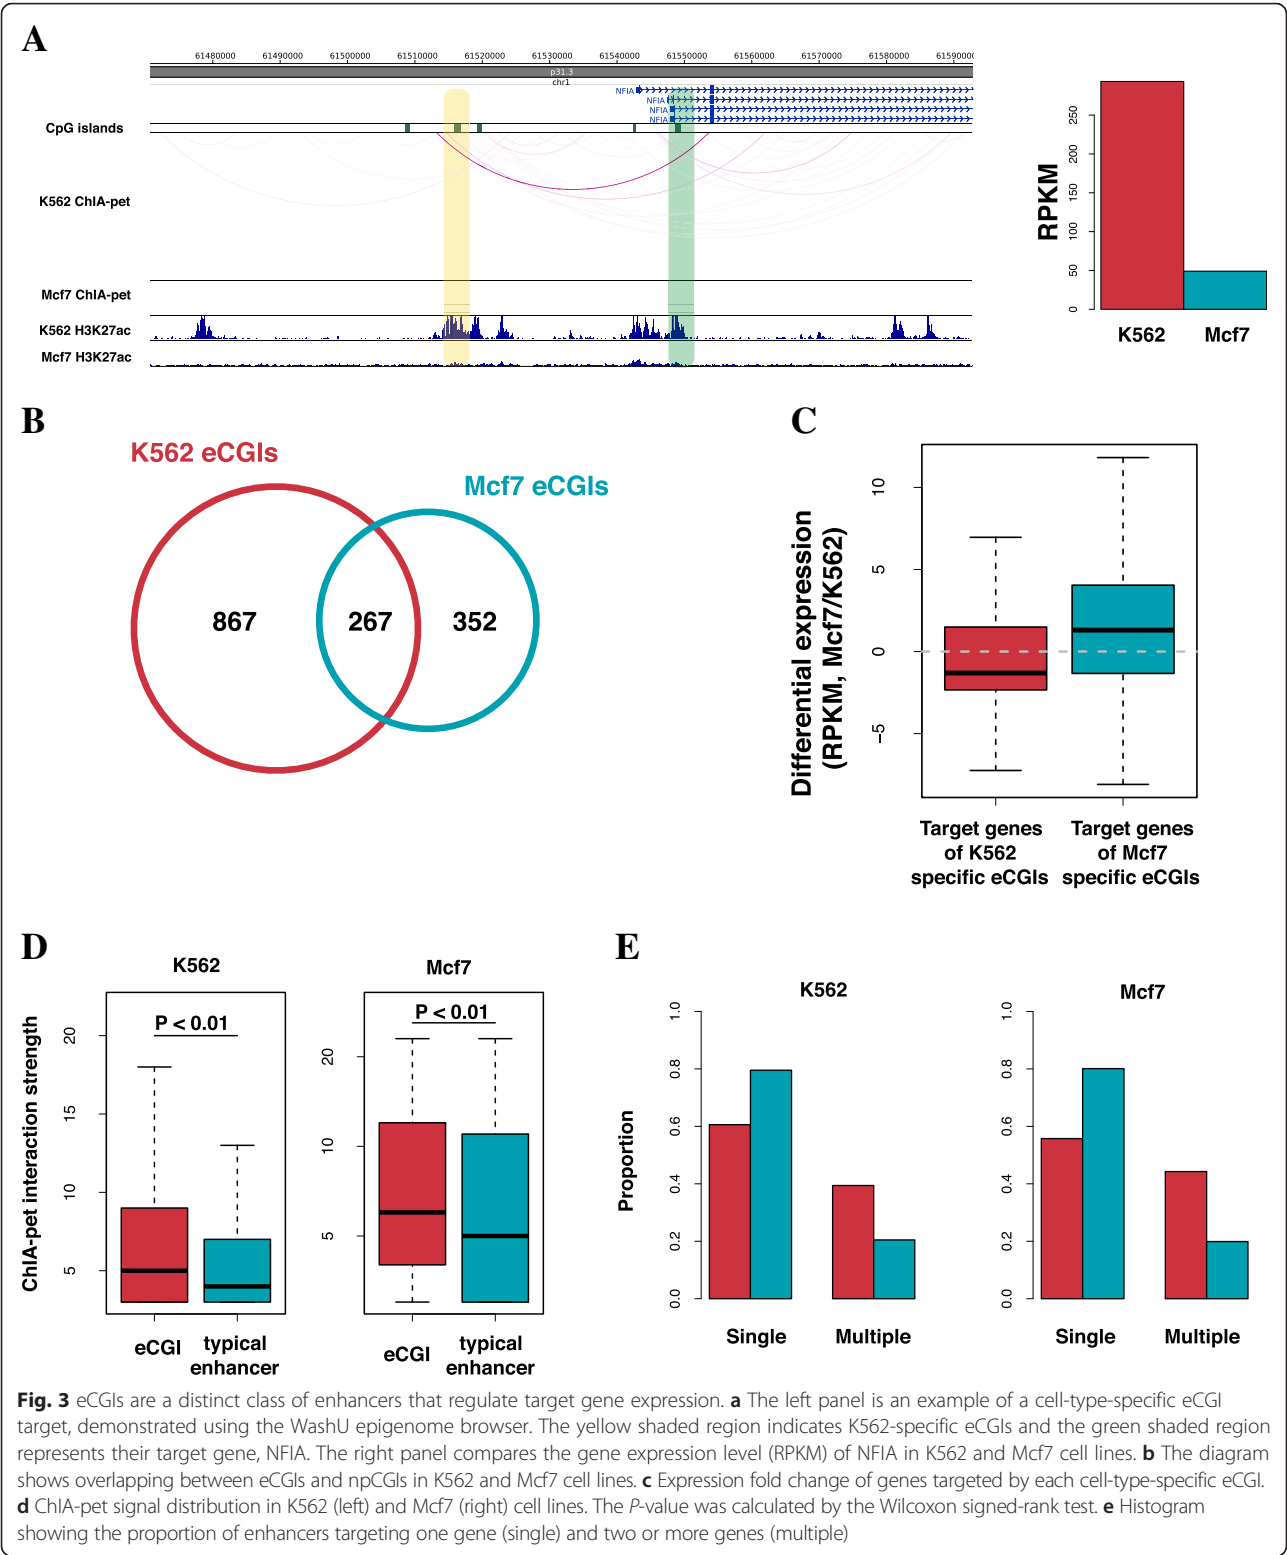 A
61480000 61490000 61500000 61510000 61520000 61530000 61540000 61550000 61560000 61570000 61580000 6159000
p31.3
chr1
NFIA
NFIA
NFIA
NFIA
CpG islands
K562 ChIA-pet
Mcf7 ChIA-pet
K562 H3K27ac
Mcf7 H3K27ac
RPKM
0 50 100 150 200 250
K562 Mcf7
B
K562 eCGIs
Mcf7 eCGIs
867 267 352
C
Differential expression
(RPKM, Mcf7/K562)
−5 0 5 10
Target genes
of K562
specific eCGIs
Target genes
of Mcf7
specific eCGIs
D
K562
P < 0.01
ChIA-pet interaction strength
5 10 15 20
eCGI
typical
enhancer
Mcf7
P < 0.01
5 10 20
eCGI
typical
enhancer
E
K562
Proportion
0.0 0.2 0.4 0.6 0.8 1.0
Single Multiple
Mcf7
0.0 0.2 0.4 0.6 0.8 1.0
Single Multiple
Fig. 3 eCGIs are a distinct class of enhancers that regulate target gene expression. a The left panel is an example of a cell-type-specific eCGI
target, demonstrated using the WashU epigenome browser. The yellow shaded region indicates K562-specific eCGIs and the green shaded region
represents their target gene, NFIA. The right panel compares the gene expression level (RPKM) of NFIA in K562 and Mcf7 cell lines. b The diagram
shows overlapping between eCGIs and npCGIs in K562 and Mcf7 cell lines. c Expression fold change of genes targeted by each cell-type-specific eCGI.
d ChIA-pet signal distribution in K562 (left) and Mcf7 (right) cell lines. The P-value was calculated by the Wilcoxon signed-rank test. e Histogram
showing the proportion of enhancers targeting one gene (single) and two or more genes (multiple)